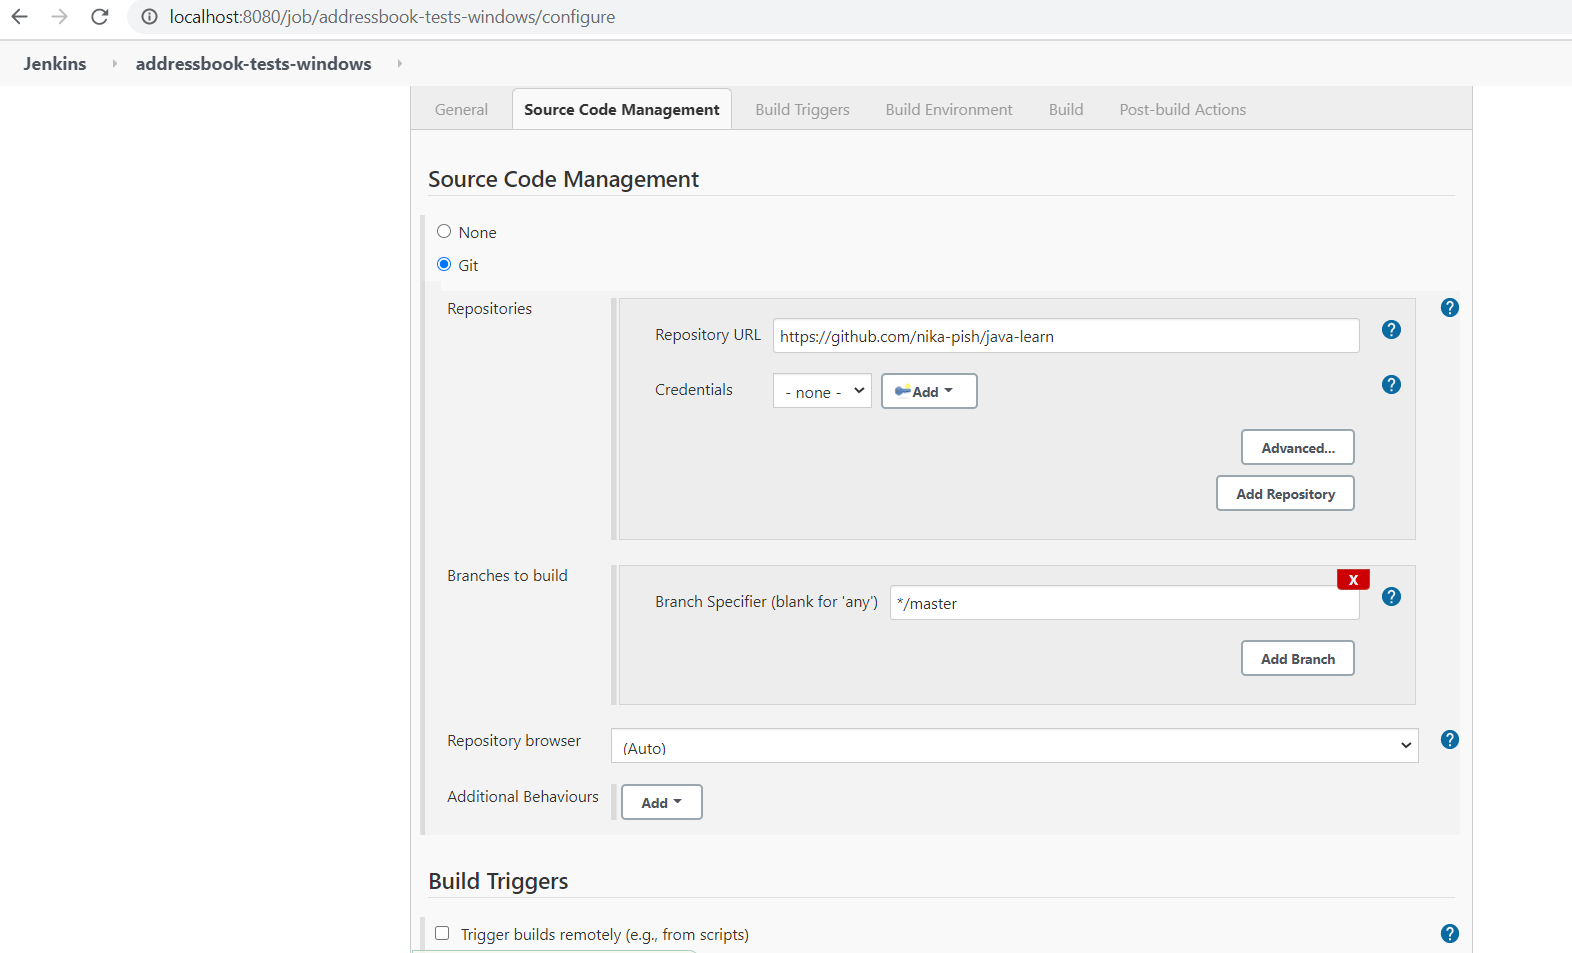 localhost:8080/job/addressbook-tests-windows/configure
Jenkins addressbook-tests-windows
General Source Code Management Build Triggers Build Environment Build Post-build Actions
Source Code Management
None
Git
Repositories
?
Repository URL https://github.com/nika-pish/java-learn ?
Credentials - none - Add ?
Advanced...
Add Repository
Branches to build
X
Branch Specifier (blank for 'any') */master ?
Add Branch
Repository browser (Auto) ?
Additional Behaviours Add
Build Triggers
Trigger builds remotely (e.g., from scripts) ?